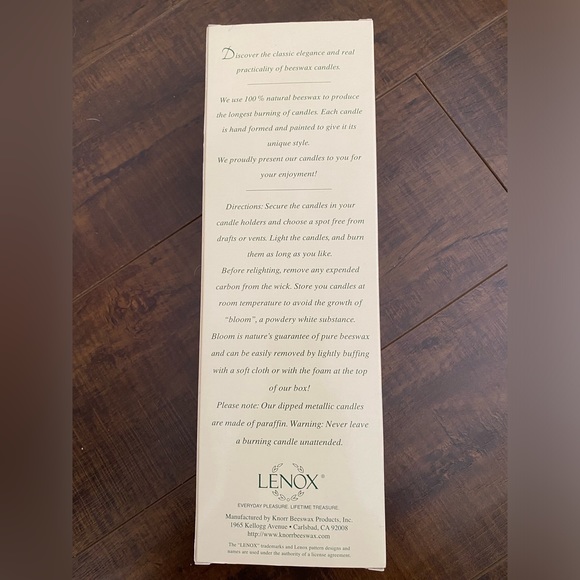 Discover the classic elegance and real
practicality of beeswax candles.
We use 100% natural beeswax to produce
the longest burning of candles. Each candle
is hand formed and painted to give it its
unique style.
We proudly present our candles to you for
your enjoyment!
Directions: Secure the candles in your
candle holders and choose a spot free from
drafts or vents. Light the candles, and burn
them as long as you like.
Before relighting, remove any expended
carbon from the wick. Store you candles at
room temperature to avoid the growth of
"bloom", a powdery white substance.
Bloom is nature's guarantee of pure beeswax
and can be easily removed by lightly buffing
with a soft cloth or with the foam at the top
of our box!
Please note: Our dipped metallic candles
are made of paraffin. Warning: Never leave
a burning candle unattended.
LENOX®
EVERYDAY PLEASURE. LIFETIME TREASURE.
Manufactured by Knorr Beeswax Products, Inc.
1965 Kellogg Avenue • Carlsbad, CA 92008
http://www.knorrbeeswax.com
The "LENOX" trademarks and Lenox pattern designs and
names are used under the authority of a license agreement.